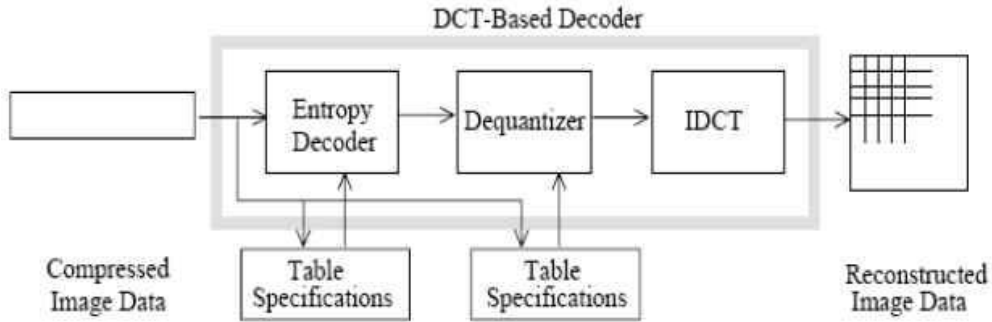 DCT-Based Decoder
Entropy
Decoder
Dequantizer
IDCT
Compressed
Image Data
Table
Specifications
Table
Specifications
Reconstructed
Image Data